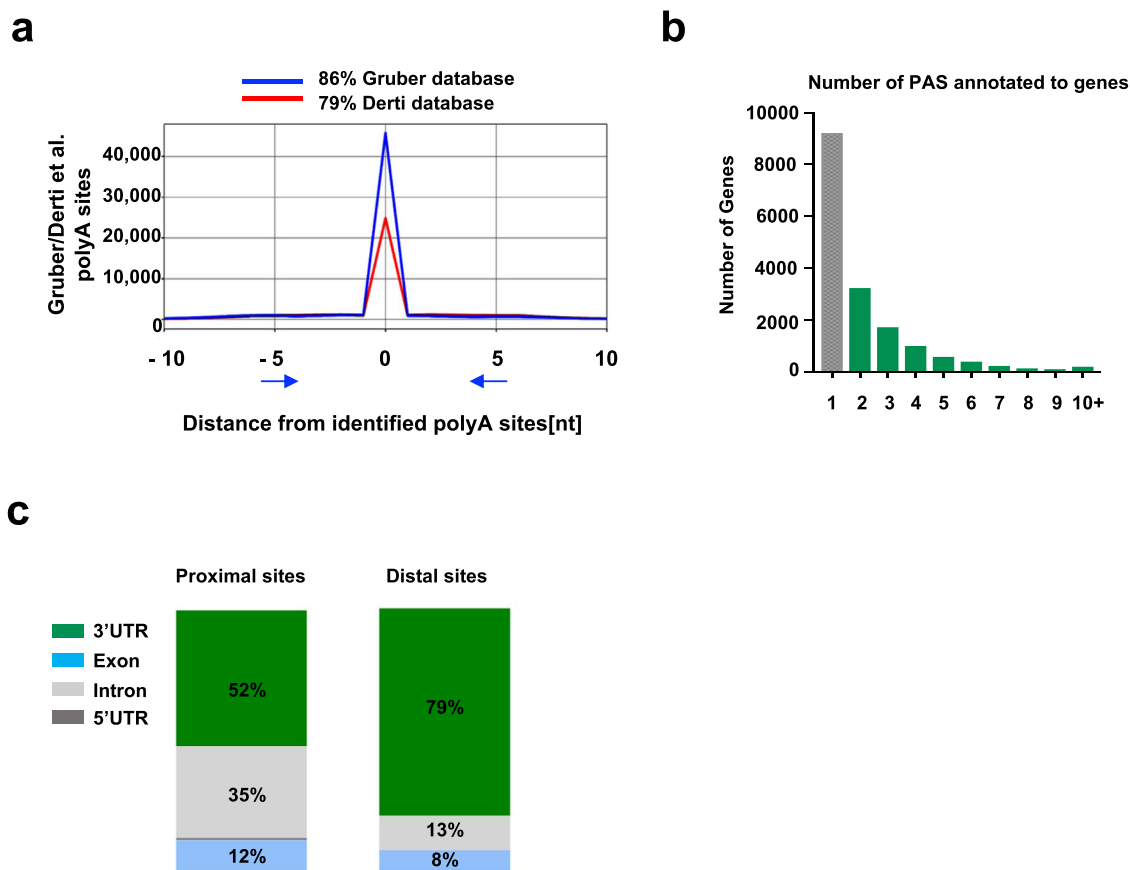 a
86% Gruber database
79% Derti database
Gruber/Derti et al.
polyA sites
40,000
30,000
20,000
10,000
0
- 10
- 5
0
5
10
Distance from identified polyA sites[nt]
b
Number of PAS annotated to genes
Number of Genes
10000
8000
6000
4000
2000
0
1
2
3
4
5
6
7
8
9
10+
c
Proximal sites
Distal sites
3’UTR
Exon
Intron
5’UTR
52%
35%
12%
79%
13%
8%